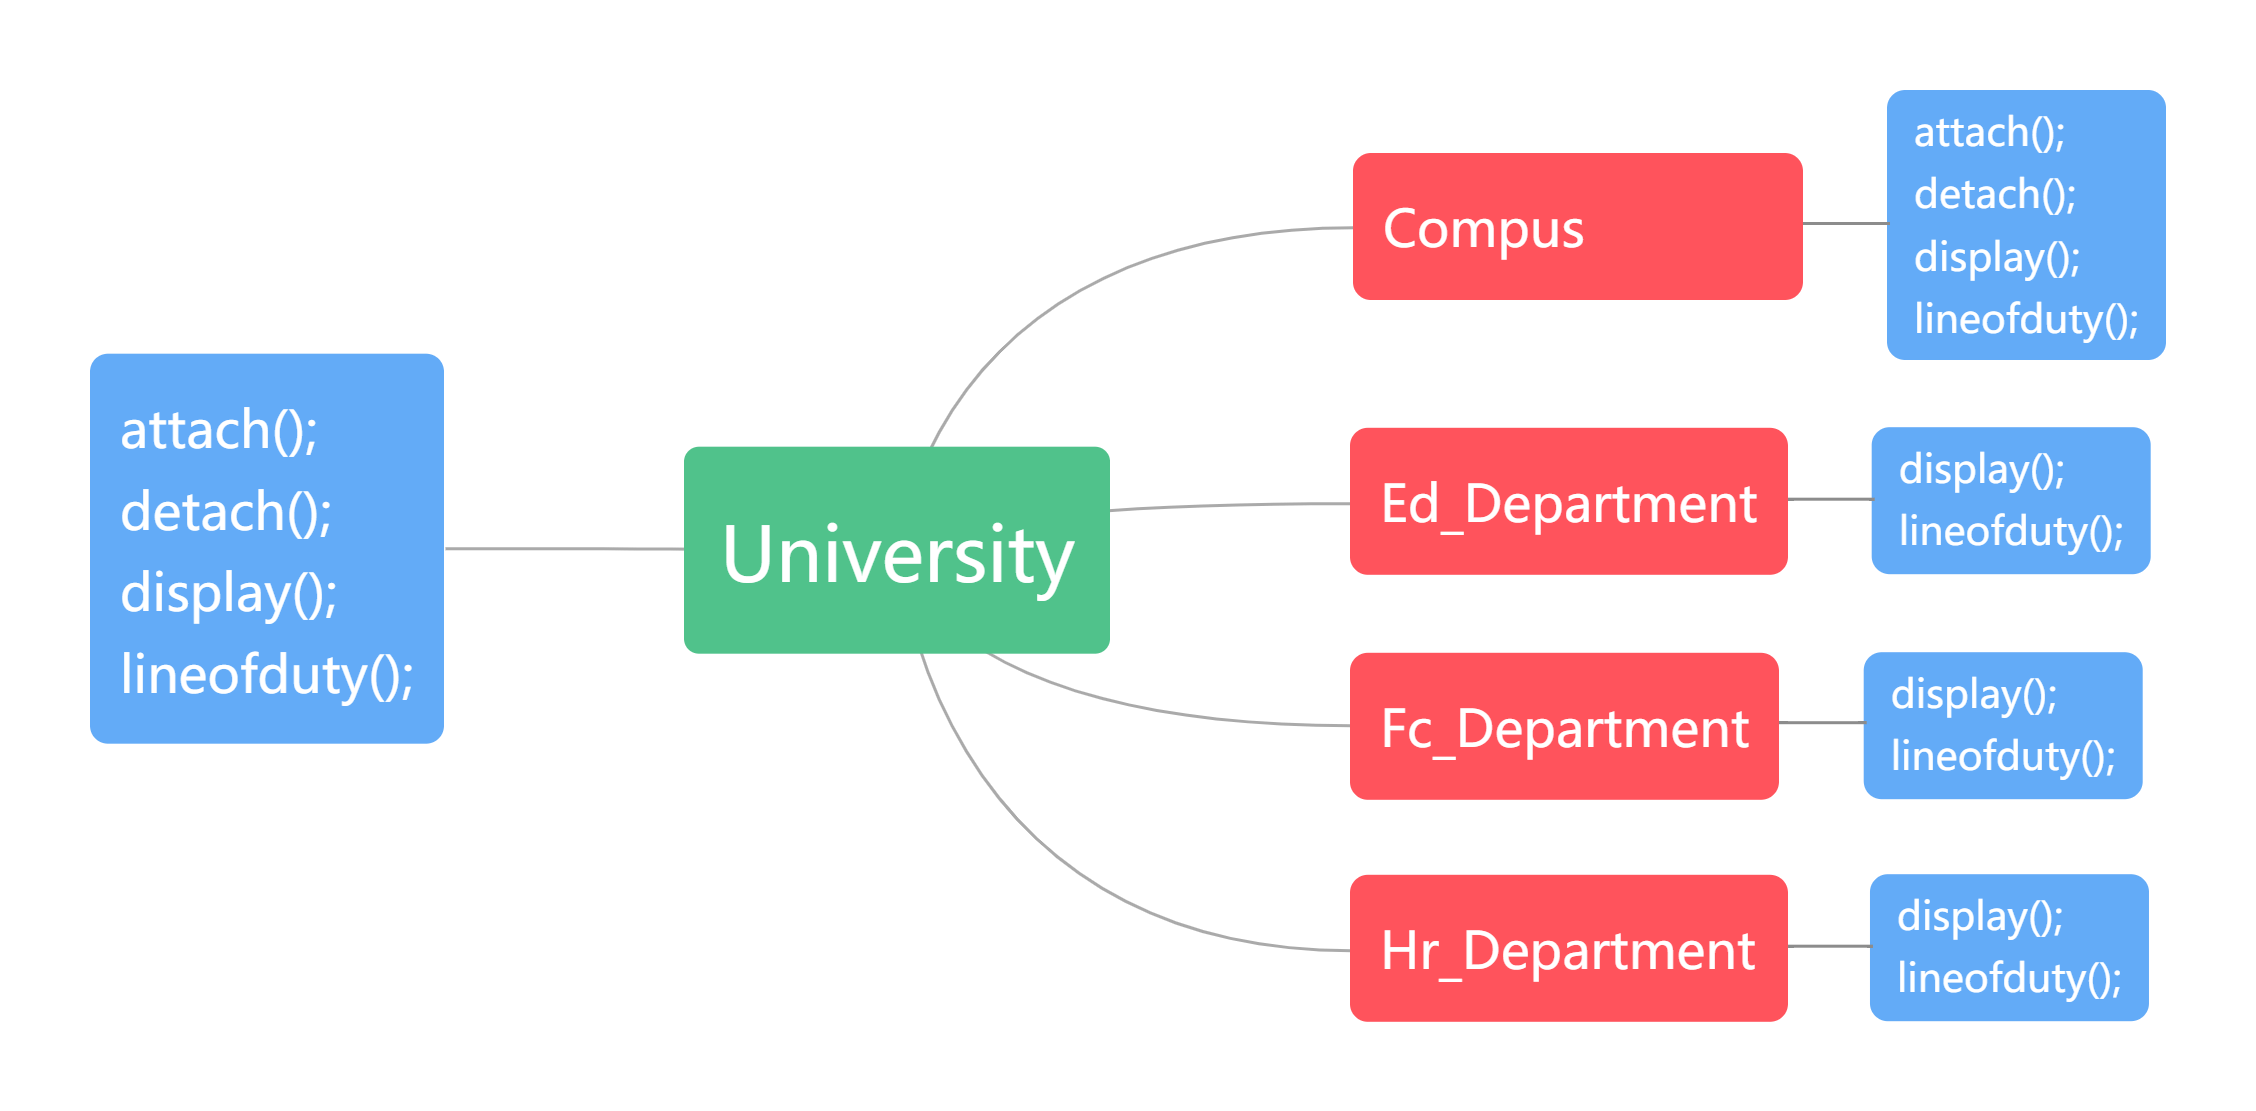 attach();
detach();
display();
lineofduty();
University
Compus
attach();
detach();
display();
lineofduty();
Ed_Department
display();
lineofduty();
Fc_Department
display();
lineofduty();
Hr_Department
display();
lineofduty();